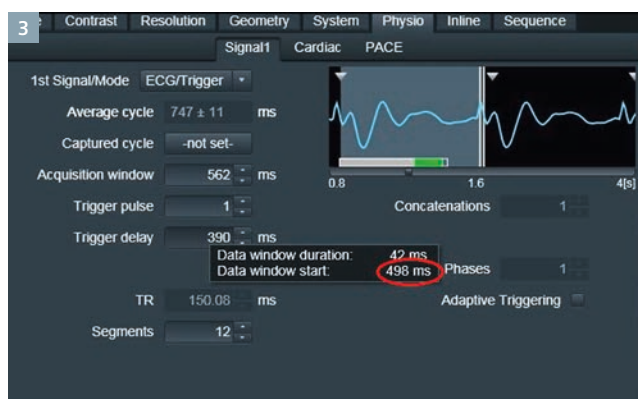 3
Contrast Resolution Geometry System Physio Inline Sequence
Signal1 Cardiac PACE
1st Signal/Mode ECG/Trigger
Average cycle 747 ± 11 ms
Captured cycle -not set-
Acquisition window 562 ms
0.8 1.6 4[s]
Trigger pulse 1
Concatenations 1
Trigger delay 390 ms
Data window duration: 42 ms
Data window start: 498 ms
Phases 1
TR 150.08 ms
Adaptive Triggering
Segments 12